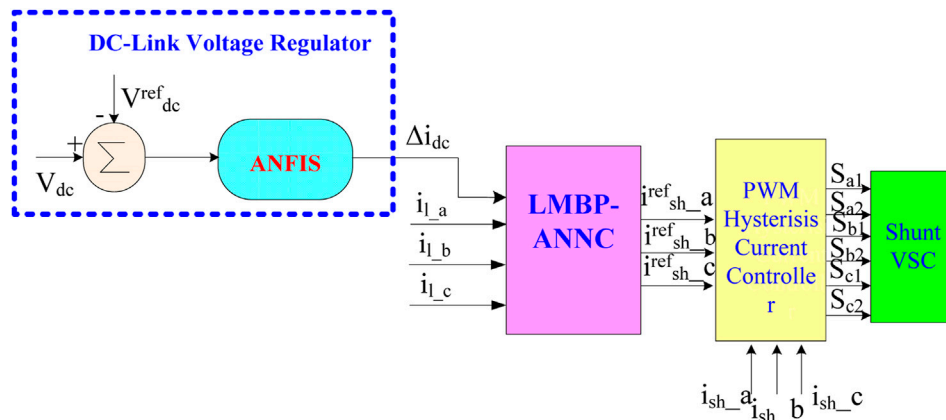 DC-Link Voltage Regulator
-
V^ref_dc
+
Σ
V_dc
ANFIS
Δi_dc
i_l_a
i_l_b
i_l_c
LMBP-
ANNC
i^ref_sh_a
i^ref_sh_b
i^ref_sh_c
PWM
Hysterisis
Current
Controlle
r
S_a1
S_a2
S_b1
S_b2
S_c1
S_c2
Shunt
VSC
i_sh_a
i_sh_b
i_sh_c